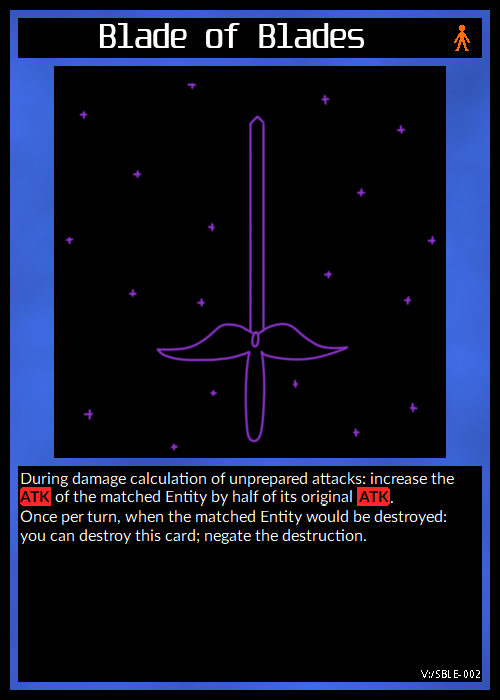 Blade of Blades
During damage calculation of unprepared attacks: increase the
ATK of the matched Entity by half of its original ATK.
Once per turn, when the matched Entity would be destroyed:
you can destroy this card; negate the destruction.
V:/SBLE-002